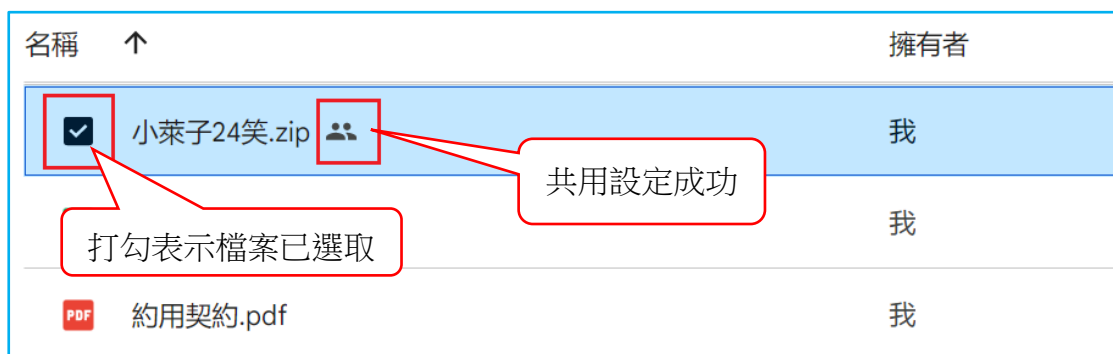 名稱 ↑ 擁有者
小萊子24笑.zip 我
共用設定成功
我
打勾表示檔案已選取
PDF 約用契約.pdf 我